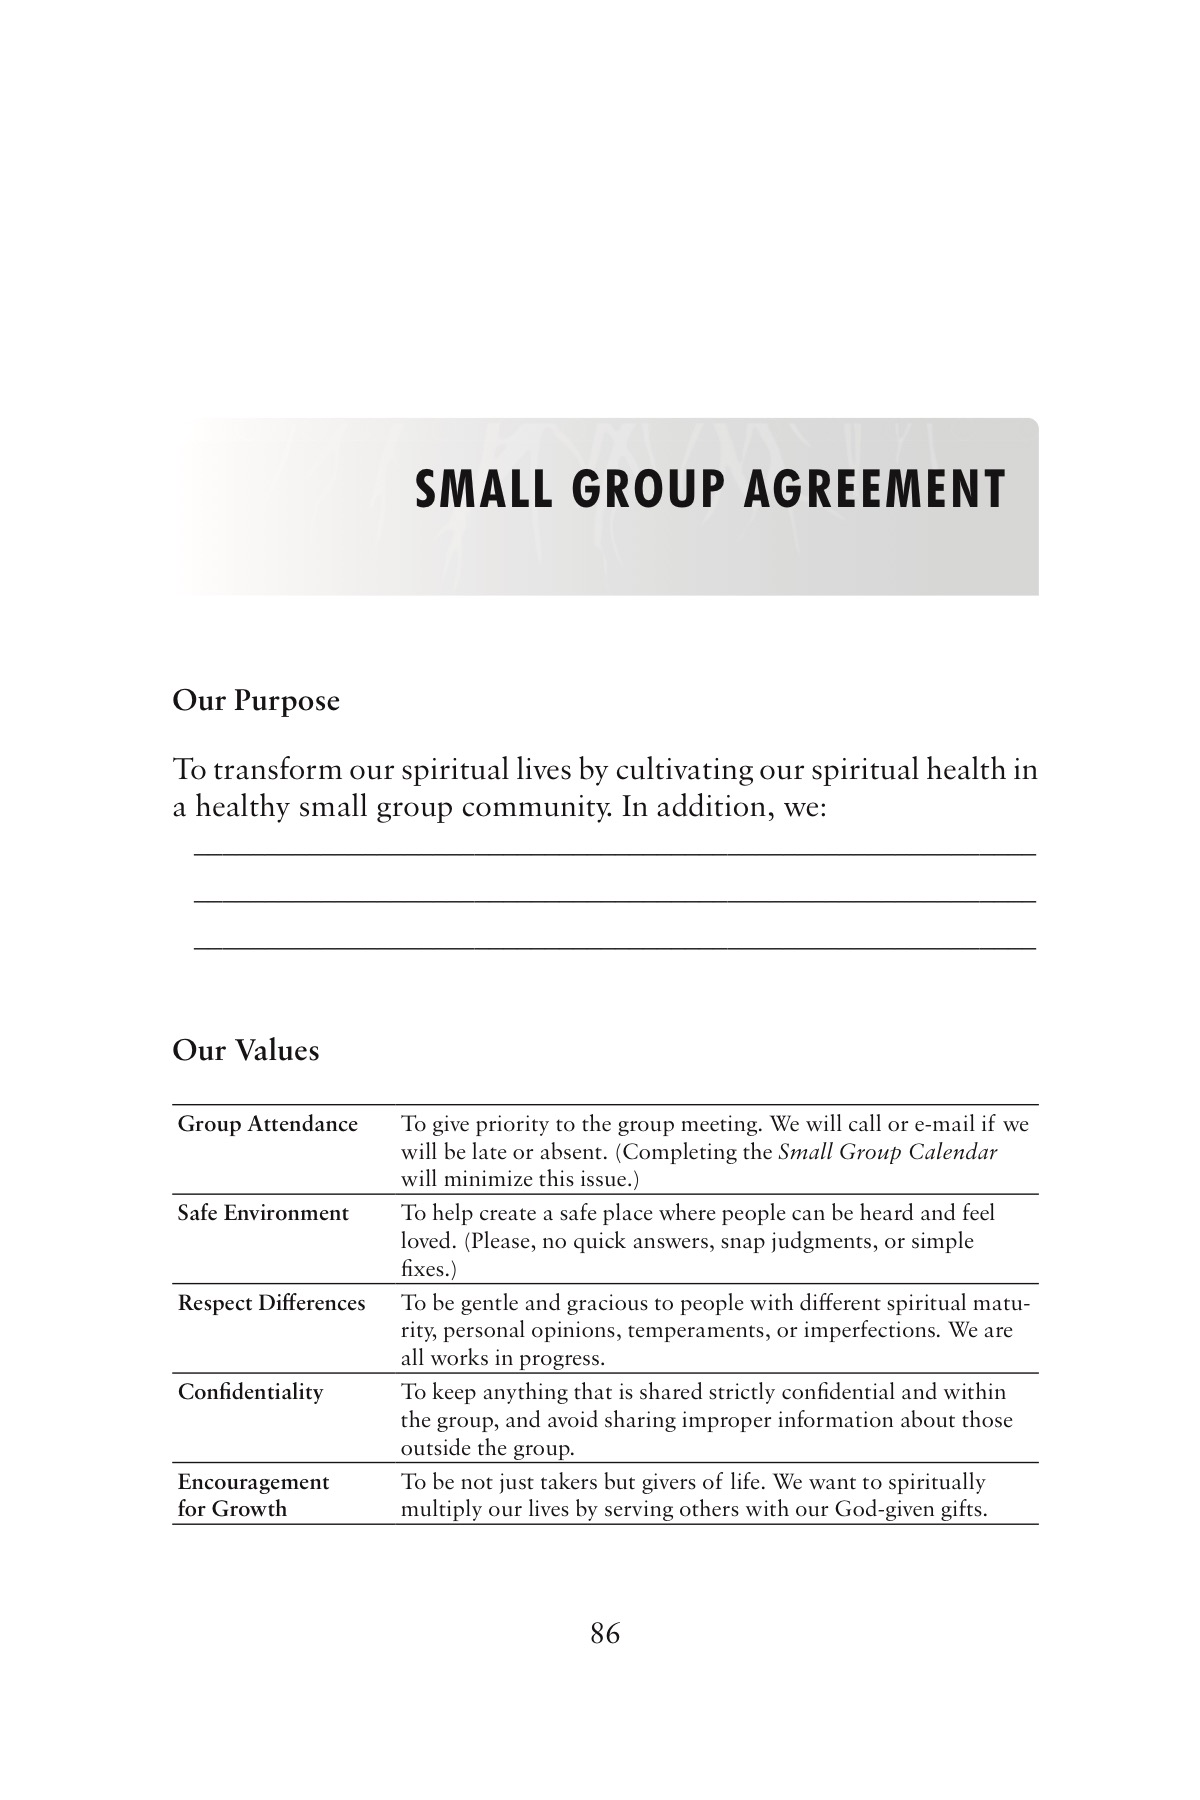 SMALL GROUP AGREEMENT
Our Purpose
To transform our spiritual lives by cultivating our spiritual health in
a healthy small group community. In addition, we:
Our Values
Group Attendance
To give priority to the group meeting. We will call or e-mail if we
will be late or absent. (Completing the Small Group Calendar
will minimize this issue.)
Safe Environment
To help create a safe place where people can be heard and feel
loved. (Please, no quick answers, snap judgments, or simple
fixes.)
Respect Differences
To be gentle and gracious to people with different spiritual matu-
rity, personal opinions, temperaments, or imperfections. We are
all works in progress.
Confidentiality
To keep anything that is shared strictly confidential and within
the group, and avoid sharing improper information about those
outside the group.
Encouragement
for Growth
To be not just takers but givers of life. We want to spiritually
multiply our lives by serving others with our God-given gifts.
86